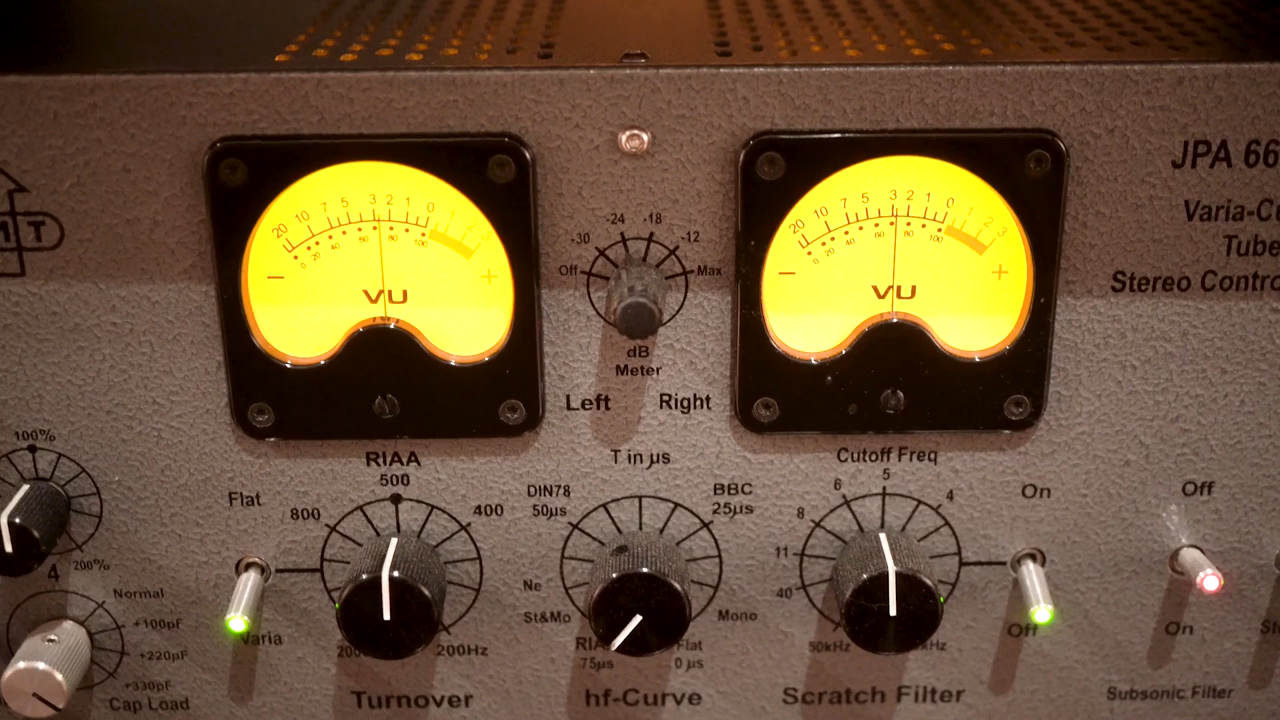 MT
JPA 66
Varia-C
Tube
Stereo Contro
20 10 7 5 3 2 1 0 1 2 3
0 20 40 60 80 100
- +
VU
-30 -24 -18 -12
Off Max
dB
Meter
Left Right
20 10 7 5 3 2 1 0 1 2 3
0 20 40 60 80 100
- +
VU
100%
200%
4
Normal
+100pF
+220pF
+330pF
Cap Load
Flat
Varia
RIAA
500
800 400
200Hz
Turnover
T in µs
DIN78
50µs
BBC
25µs
Ne
St&Mo
Mono
RIA
75µs
Flat
0 µs
hf-Curve
Cutoff Freq
6 5 4
8
11
40
50kHz
kHz
Scratch Filter
On
Off
Off
On
Subsonic Filter